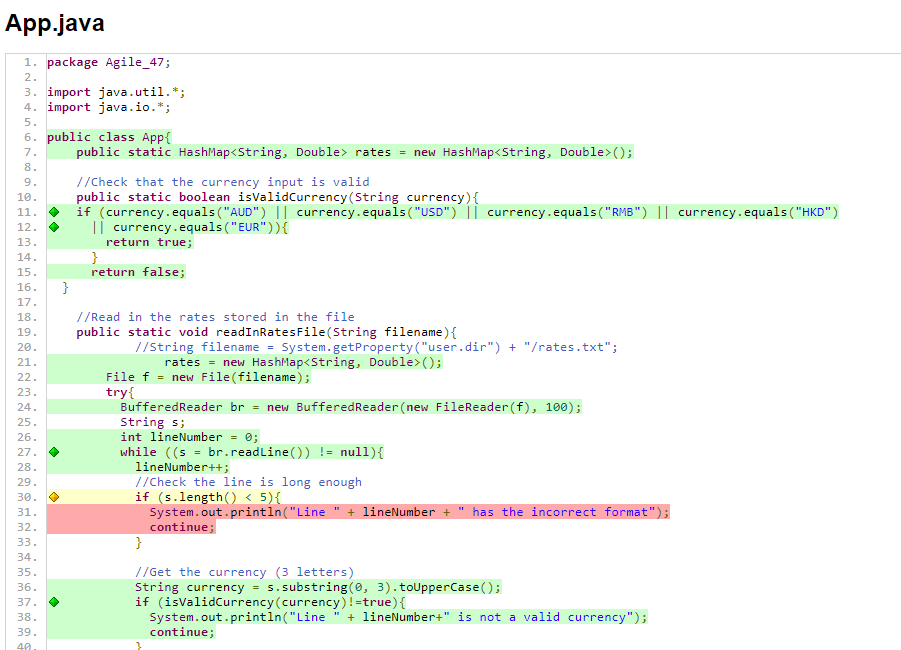 App.java
1. package Agile_47;
2.
3. import java.util.*;
4. import java.io.*;
5.
6. public class App{
7. public static HashMap<String, Double> rates = new HashMap<String, Double>();
8.
9. //Check that the currency input is valid
10. public static boolean isValidCurrency(String currency){
11. if (currency.equals("AUD") || currency.equals("USD") || currency.equals("RMB") || currency.equals("HKD")
12. || currency.equals("EUR")){
13. return true;
14. }
15. return false;
16. }
17.
18. //Read in the rates stored in the file
19. public static void readInRatesFile(String filename){
20. //String filename = System.getProperty("user.dir") + "/rates.txt";
21. rates = new HashMap<String, Double>();
22. File f = new File(filename);
23. try{
24. BufferedReader br = new BufferedReader(new FileReader(f), 100);
25. String s;
26. int lineNumber = 0;
27. while ((s = br.readLine()) != null){
28. lineNumber++;
29. //Check the line is long enough
30. if (s.length() < 5){
31. System.out.println("Line " + lineNumber + " has the incorrect format");
32. continue;
33. }
34.
35. //Get the currency (3 letters)
36. String currency = s.substring(0, 3).toUpperCase();
37. if (isValidCurrency(currency)!=true){
38. System.out.println("Line " + lineNumber+" is not a valid currency");
39. continue;
40. }